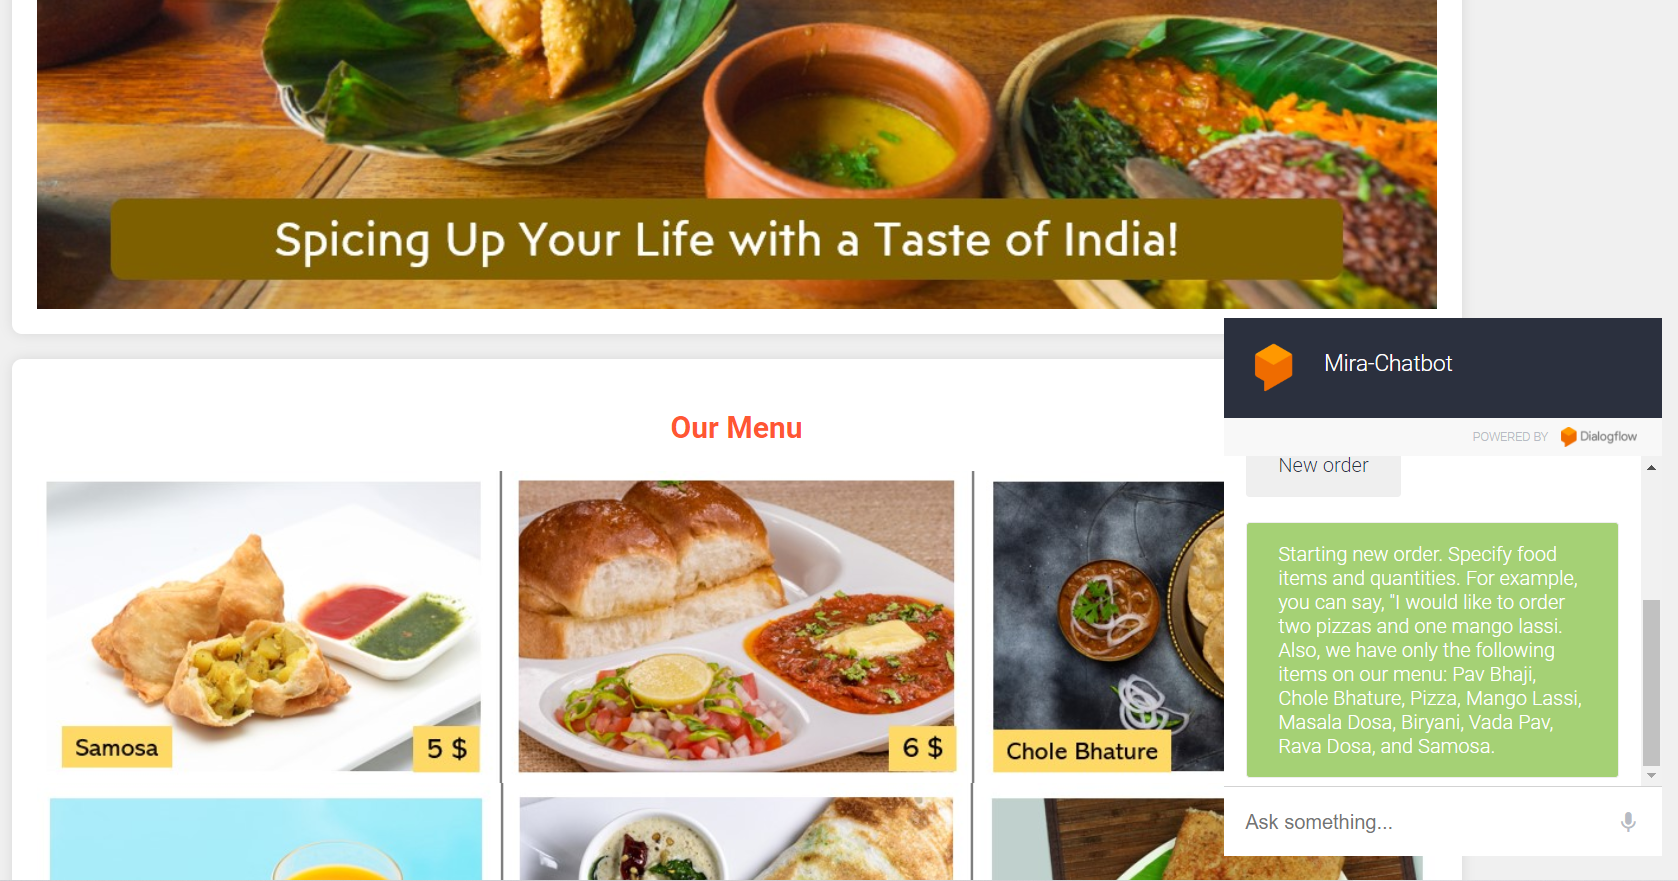 Spicing Up Your Life with a Taste of India!
Our Menu
Samosa
5 $
6 $
Chole Bhature
Mira-Chatbot
POWERED BY Dialogflow
New order
Starting new order. Specify food
items and quantities. For example,
you can say, "I would like to order
two pizzas and one mango lassi.
Also, we have only the following
items on our menu: Pav Bhaji,
Chole Bhature, Pizza, Mango Lassi,
Masala Dosa, Biryani, Vada Pav,
Rava Dosa, and Samosa.
Ask something...